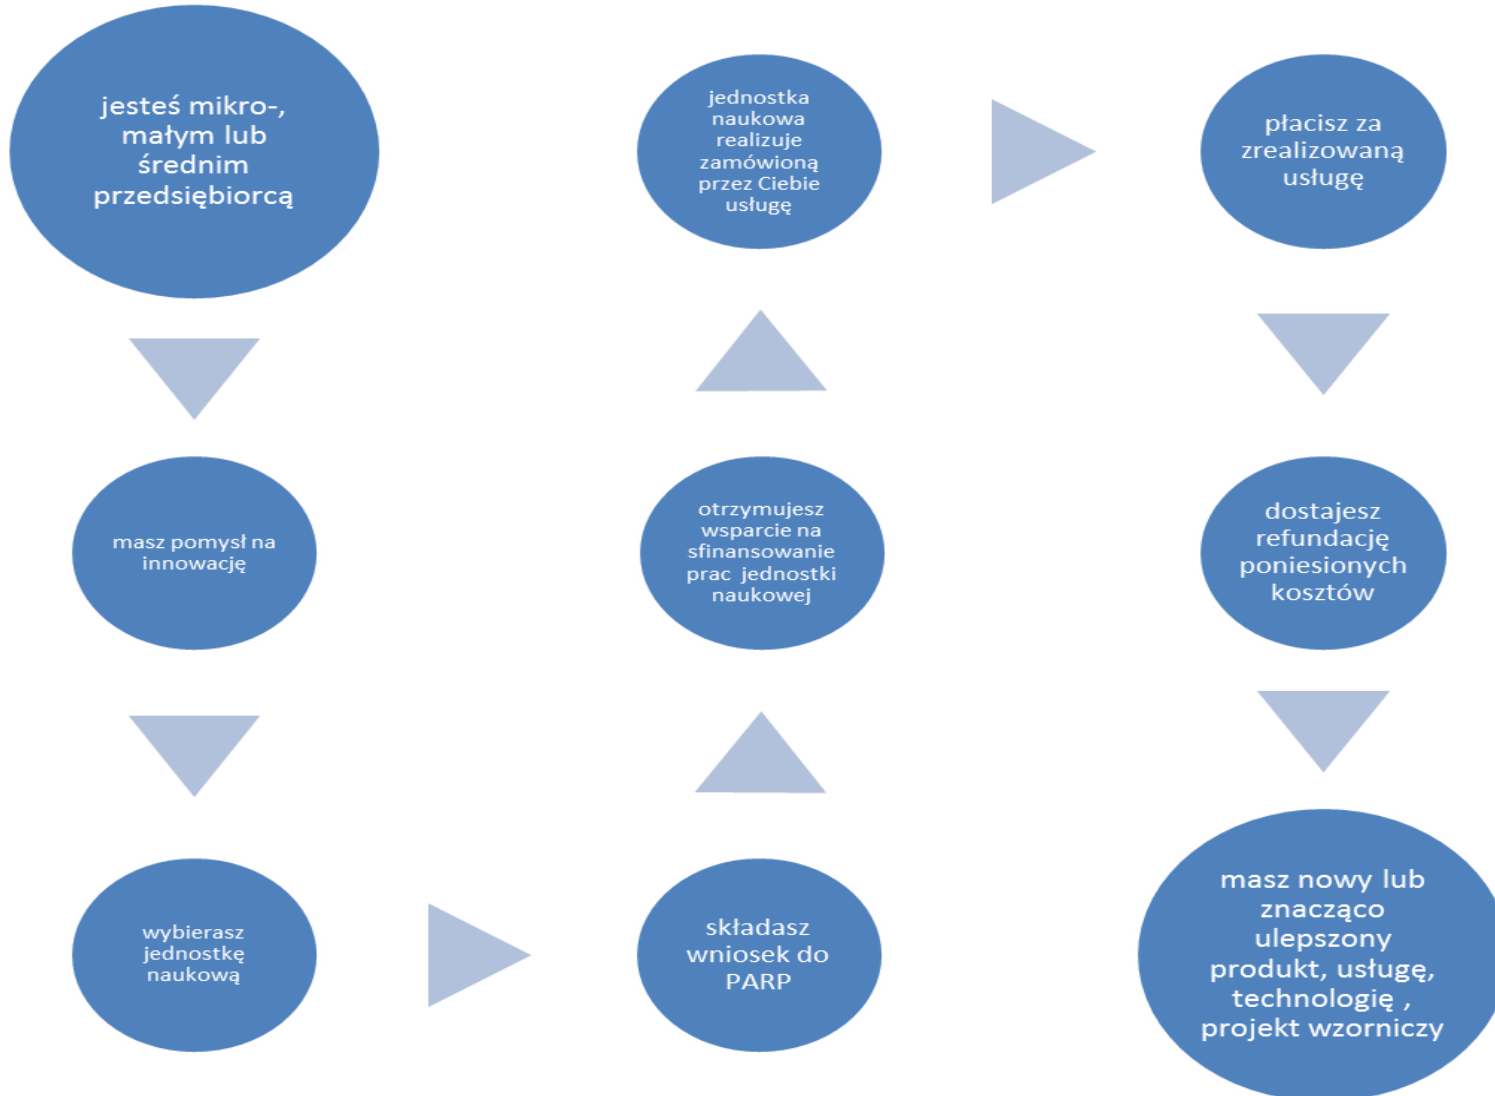 jesteś mikro-,
małym lub
średnim
przedsiębiorcą
masz pomysł na
innowację
wybierasz
jednostkę
naukową
składasz
wniosek do
PARP
otrzymujesz
wsparcie na
sfinansowanie
prac jednostki
naukowej
jednostka
naukowa
realizuje
zamówioną
przez Ciebie
usługę
płacisz za
zrealizowaną
usługę
dostajesz
refundację
poniesionych
kosztów
masz nowy lub
znacząco
ulepszony
produkt, usługę,
technologię ,
projekt wzorniczy